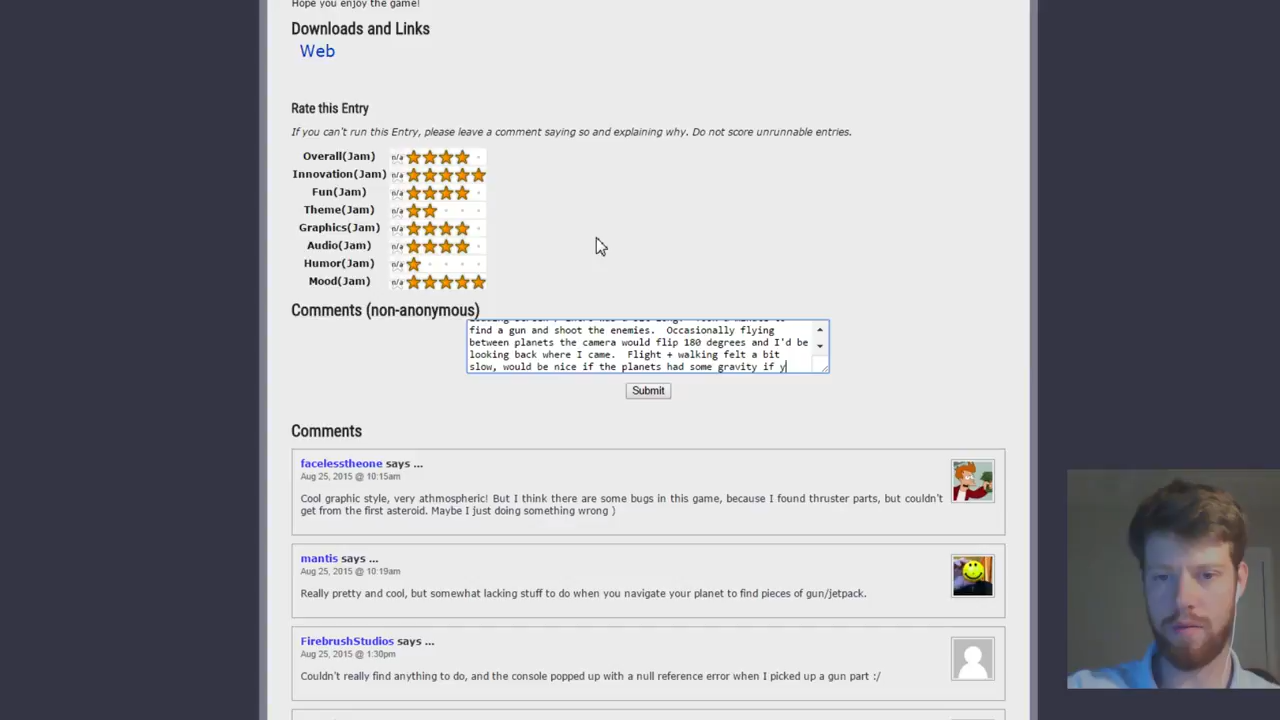 Hope you enjoy the game!
Downloads and Links
Web
Rate this Entry
If you can't run this Entry, please leave a comment saying so and explaining why. Do not score unrunnable entries.
Overall(Jam) n/a
Innovation(Jam) n/a
Fun(Jam) n/a
Theme(Jam) n/a
Graphics(Jam) n/a
Audio(Jam) n/a
Humor(Jam) n/a
Mood(Jam) n/a
Comments (non-anonymous)
find a gun and shoot the enemies.  Occasionally flying
between planets the camera would flip 180 degrees and I'd be
looking back where I came.  Flight + walking felt a bit
slow, would be nice if the planets had some gravity if y
Submit
Comments
facelesstheone says ...
Aug 25, 2015 @ 10:15am
Cool graphic style, very athmospheric! But I think there are some bugs in this game, because I found thruster parts, but couldn't
get from the first asteroid. Maybe I just doing something wrong )
mantis says ...
Aug 25, 2015 @ 10:19am
Really pretty and cool, but somewhat lacking stuff to do when you navigate your planet to find pieces of gun/jetpack.
FirebrushStudios says ...
Aug 25, 2015 @ 1:30pm
Couldn't really find anything to do, and the console popped up with a null reference error when I picked up a gun part :/